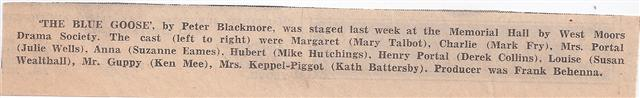 'THE BLUE GOOSE', by Peter Blackmore, was staged last week at the Memorial Hall by West Moors
Drama Society. The cast (left to right) were Margaret (Mary Talbot), Charlie (Mark Fry), Mrs. Portal
(Julie Wells), Anna (Suzanne Eames), Hubert (Mike Hutchings), Henry Portal (Derek Collins), Louise (Susan
Wealthall), Mr. Guppy (Ken Mee), Mrs. Keppel-Piggot (Kath Battersby). Producer was Frank Behenna.